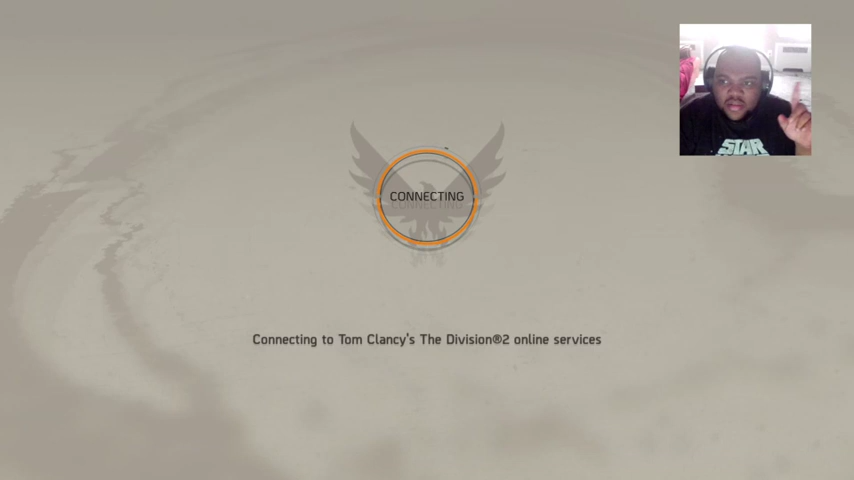 CONNECTING
Connecting to Tom Clancy's The Division®2 online services
STAR